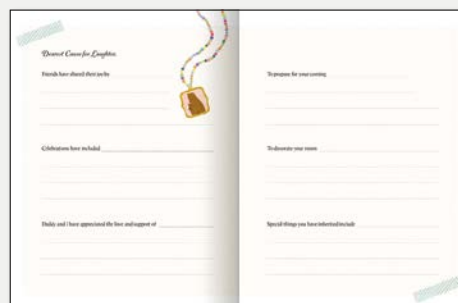 Dearest Cause for Laughter,
Friends have shared their joy by
Celebrations have included
Daddy and I have appreciated the love and support of
To prepare for your coming
To decorate your room
Special things you have inherited include